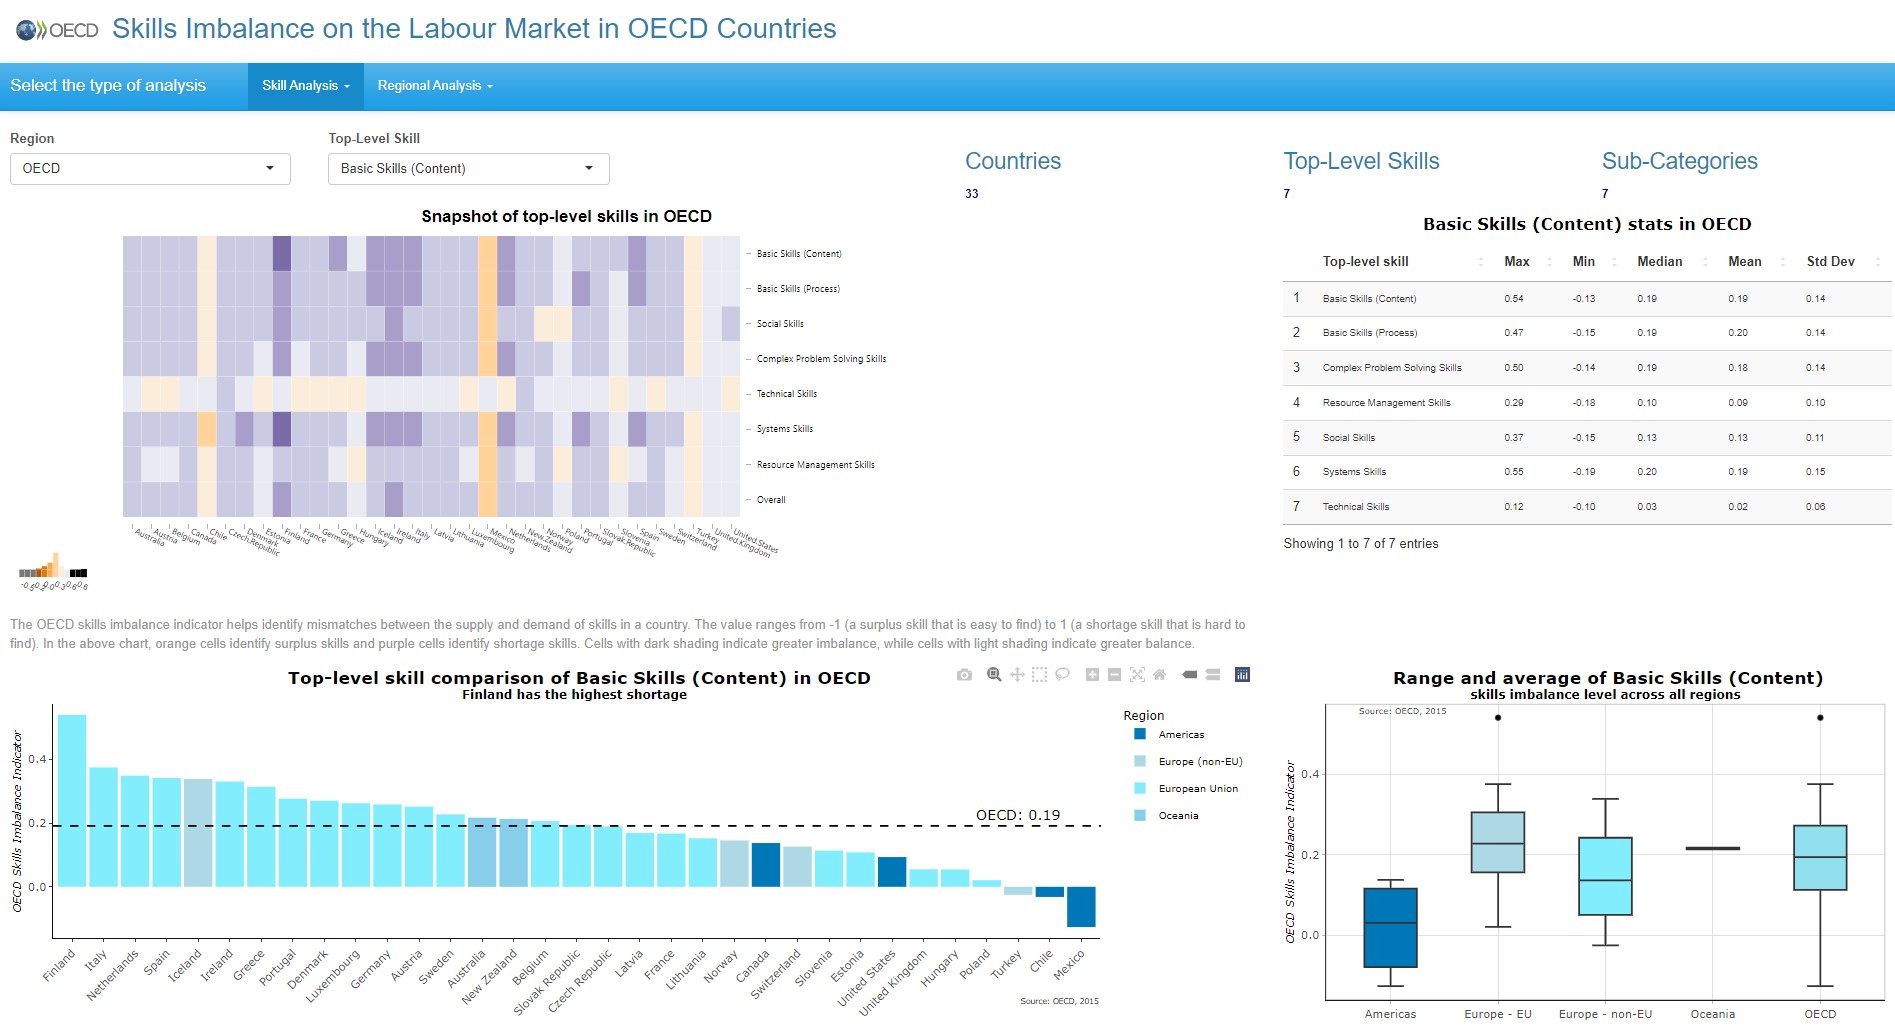 OECD Skills Imbalance on the Labour Market in OECD Countries
Select the type of analysis
Skill Analysis
Regional Analysis
Region
Top-Level Skill
OECD
Basic Skills (Content)
Countries
Top-Level Skills
Sub-Categories
33
7
7
Snapshot of top-level skills in OECD
Basic Skills (Content)
Basic Skills (Process)
Social Skills
Complex Problem Solving Skills
Technical Skills
Systems Skills
Resource Management Skills
Overall
Australia
Austria
Belgium
Canada
Chile
Czech.Republic
Denmark
Estonia
Finland
France
Germany
Greece
Hungary
Iceland
Ireland
Italy
Latvia
Lithuania
Luxembourg
Mexico
Netherlands
New.Zealand
Norway
Poland
Portugal
Slovak.Republic
Slovenia
Spain
Sweden
Switzerland
Turkey
United.Kingdom
United.States
Basic Skills (Content) stats in OECD
Top-level skill Max Min Median Mean Std Dev
1 Basic Skills (Content) 0.54 -0.13 0.19 0.19 0.14
2 Basic Skills (Process) 0.47 -0.15 0.19 0.20 0.14
3 Complex Problem Solving Skills 0.50 -0.14 0.19 0.18 0.14
4 Resource Management Skills 0.29 -0.18 0.10 0.09 0.10
5 Social Skills 0.37 -0.15 0.13 0.13 0.11
6 Systems Skills 0.55 -0.19 0.20 0.19 0.15
7 Technical Skills 0.12 -0.10 0.03 0.02 0.06
Showing 1 to 7 of 7 entries
The OECD skills imbalance indicator helps identify mismatches between the supply and demand of skills in a country. The value ranges from -1 (a surplus skill that is easy to find) to 1 (a shortage skill that is hard to
find). In the above chart, orange cells identify surplus skills and purple cells identify shortage skills. Cells with dark shading indicate greater imbalance, while cells with light shading indicate greater balance.
Top-level skill comparison of Basic Skills (Content) in OECD
Finland has the highest shortage
OECD Skills Imbalance Indicator
0.4
0.2
0.0
OECD: 0.19
Region
Americas
Europe (non-EU)
European Union
Oceania
Finland
Italy
Netherlands
Spain
Iceland
Ireland
Greece
Portugal
Denmark
Luxembourg
Germany
Austria
Sweden
Australia
New Zealand
Belgium
Slovak Republic
Czech Republic
Latvia
France
Lithuania
Norway
Canada
Switzerland
Slovenia
Estonia
United States
United Kingdom
Hungary
Poland
Turkey
Chile
Mexico
Source: OECD, 2015
Range and average of Basic Skills (Content)
skills imbalance level across all regions
Source: OECD, 2015
OECD Skills Imbalance Indicator
0.4
0.2
0.0
Americas
Europe - EU
Europe - non-EU
Oceania
OECD